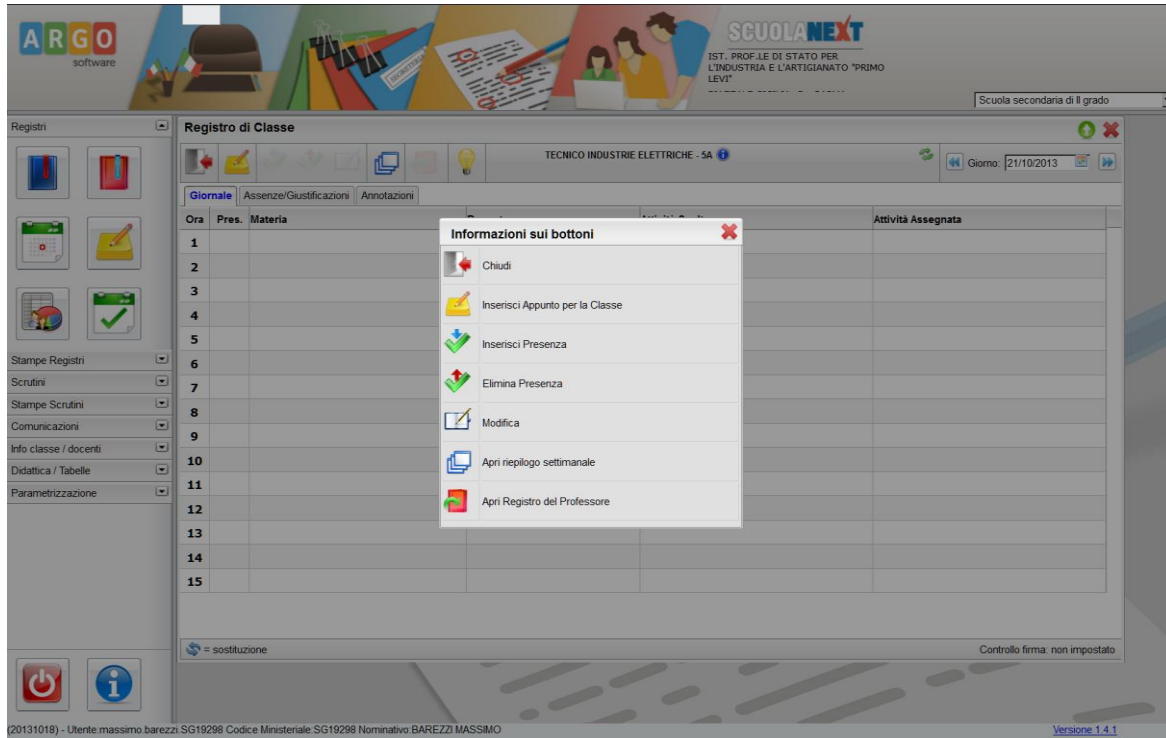 ARGO
software
SEGRETERIA
SCUOLANEXT
IST. PROF.LE DI STATO PER
L'INDUSTRIA E L'ARTIGIANATO "PRIMO
LEVI"
Scuola secondaria di II grado
Registri
Registro di Classe
TECNICO INDUSTRIE ELETTRICHE - 5A
Giorno: 21/10/2013
Giornale Assenze/Giustificazioni Annotazioni
Ora Pres. Materia Attività Assegnata
Informazioni sui bottoni
Chiudi
Inserisci Appunto per la Classe
Inserisci Presenza
Elimina Presenza
Modifica
Apri riepilogo settimanale
Apri Registro del Professore
1
2
3
4
5
6
7
8
9
10
11
12
13
14
15
Stampe Registri
Scrutini
Stampe Scrutini
Comunicazioni
Info classe / docenti
Didattica / Tabelle
Parametrizzazione
= sostituzione
Controllo firma: non impostato
(20131018) - Utente:massimo.barezzi.SG19298 Codice Ministeriale:SG19298 Nominativo:BAREZZI MASSIMO
Versione 1.4.1